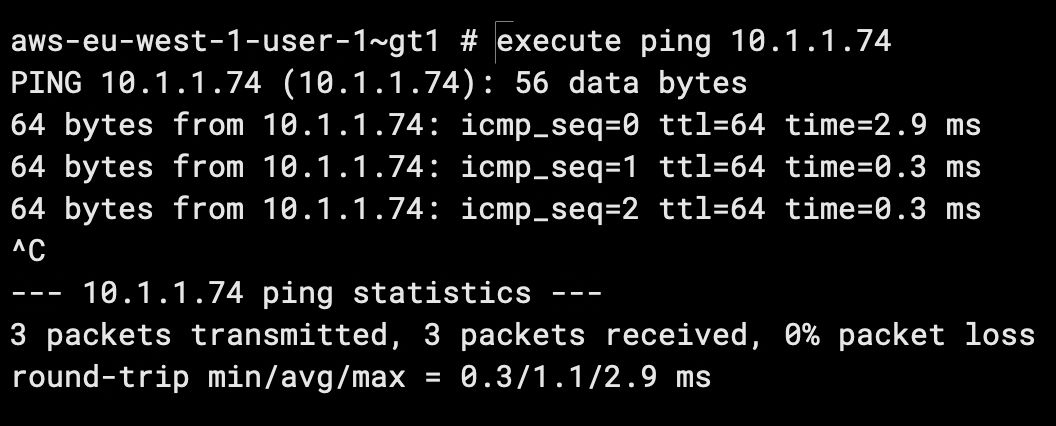 aws-eu-west-1-user-1~gt1 # execute ping 10.1.1.74
PING 10.1.1.74 (10.1.1.74): 56 data bytes
64 bytes from 10.1.1.74: icmp_seq=0 ttl=64 time=2.9 ms
64 bytes from 10.1.1.74: icmp_seq=1 ttl=64 time=0.3 ms
64 bytes from 10.1.1.74: icmp_seq=2 ttl=64 time=0.3 ms
^C
--- 10.1.1.74 ping statistics ---
3 packets transmitted, 3 packets received, 0% packet loss
round-trip min/avg/max = 0.3/1.1/2.9 ms